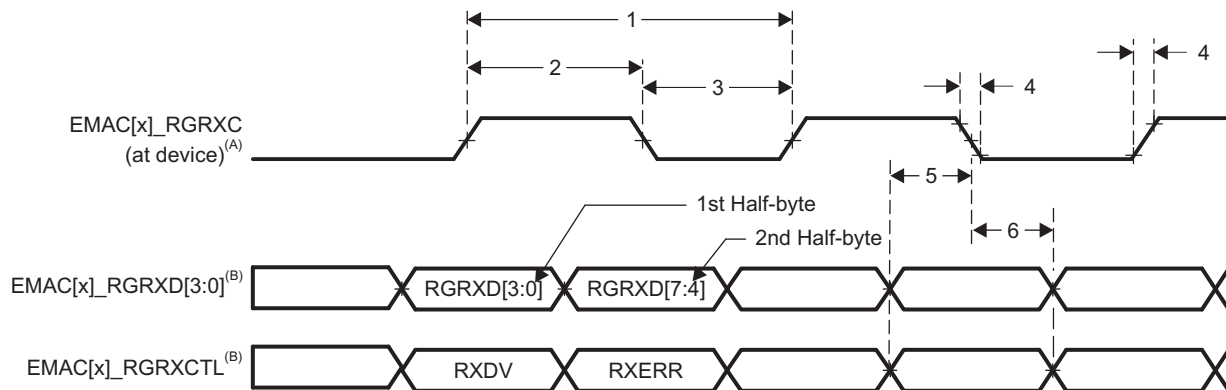 1
2
3
4
4
EMAC[x]_RGRXC
(at device)(A)
5
1st Half-byte
2nd Half-byte
6
EMAC[x]_RGRXD[3:0](B)
RGRXD[3:0]
RGRXD[7:4]
EMAC[x]_RGRXCTL(B)
RXDV
RXERR